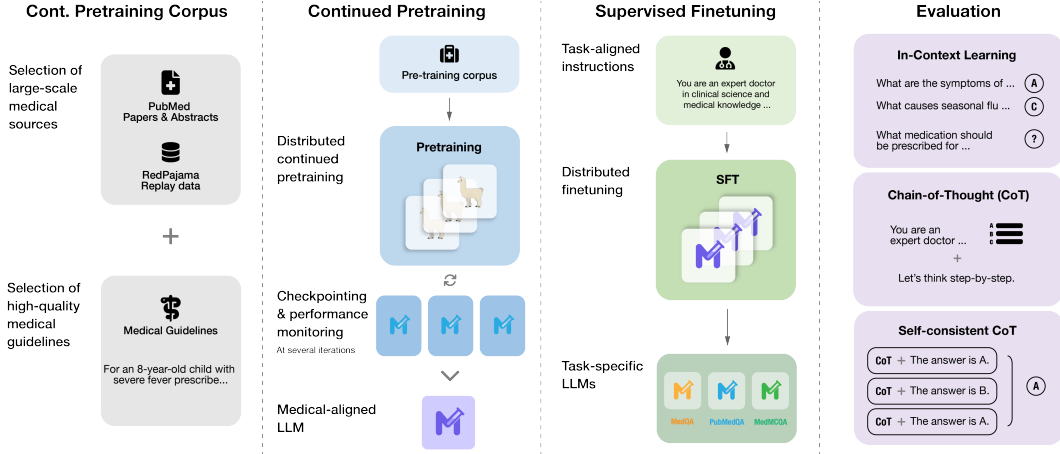 Cont. Pretraining Corpus
Selection of
large-scale
medical
sources
PubMed
Papers & Abstracts
RedPajama
Replay data
+
Selection of
high-quality
medical
guidelines
Medical Guidelines
For an 8-year-old child with
severe fever prescribe...
Continued Pretraining
Pre-training corpus
Distributed
continued
pretraining
Pretraining
Checkpointing
& performance
monitoring
At several iterations
Medical-aligned
LLM
Supervised Finetuning
Task-aligned
instructions
You are an expert doctor
in clinical science and
medical knowledge ...
Distributed
finetuning
SFT
Task-specific
LLMs
MedQA
PubMedQA
MedMCQA
Evaluation
In-Context Learning
What are the symptoms of ... A
What causes seasonal flu ... C
What medication should
be prescribed for ... ?
Chain-of-Thought (CoT)
You are an
expert doctor ...
A
B
C
+
Let's think step-by-step.
Self-consistent CoT
CoT + The answer is A.
CoT + The answer is B.
CoT + The answer is A.
A